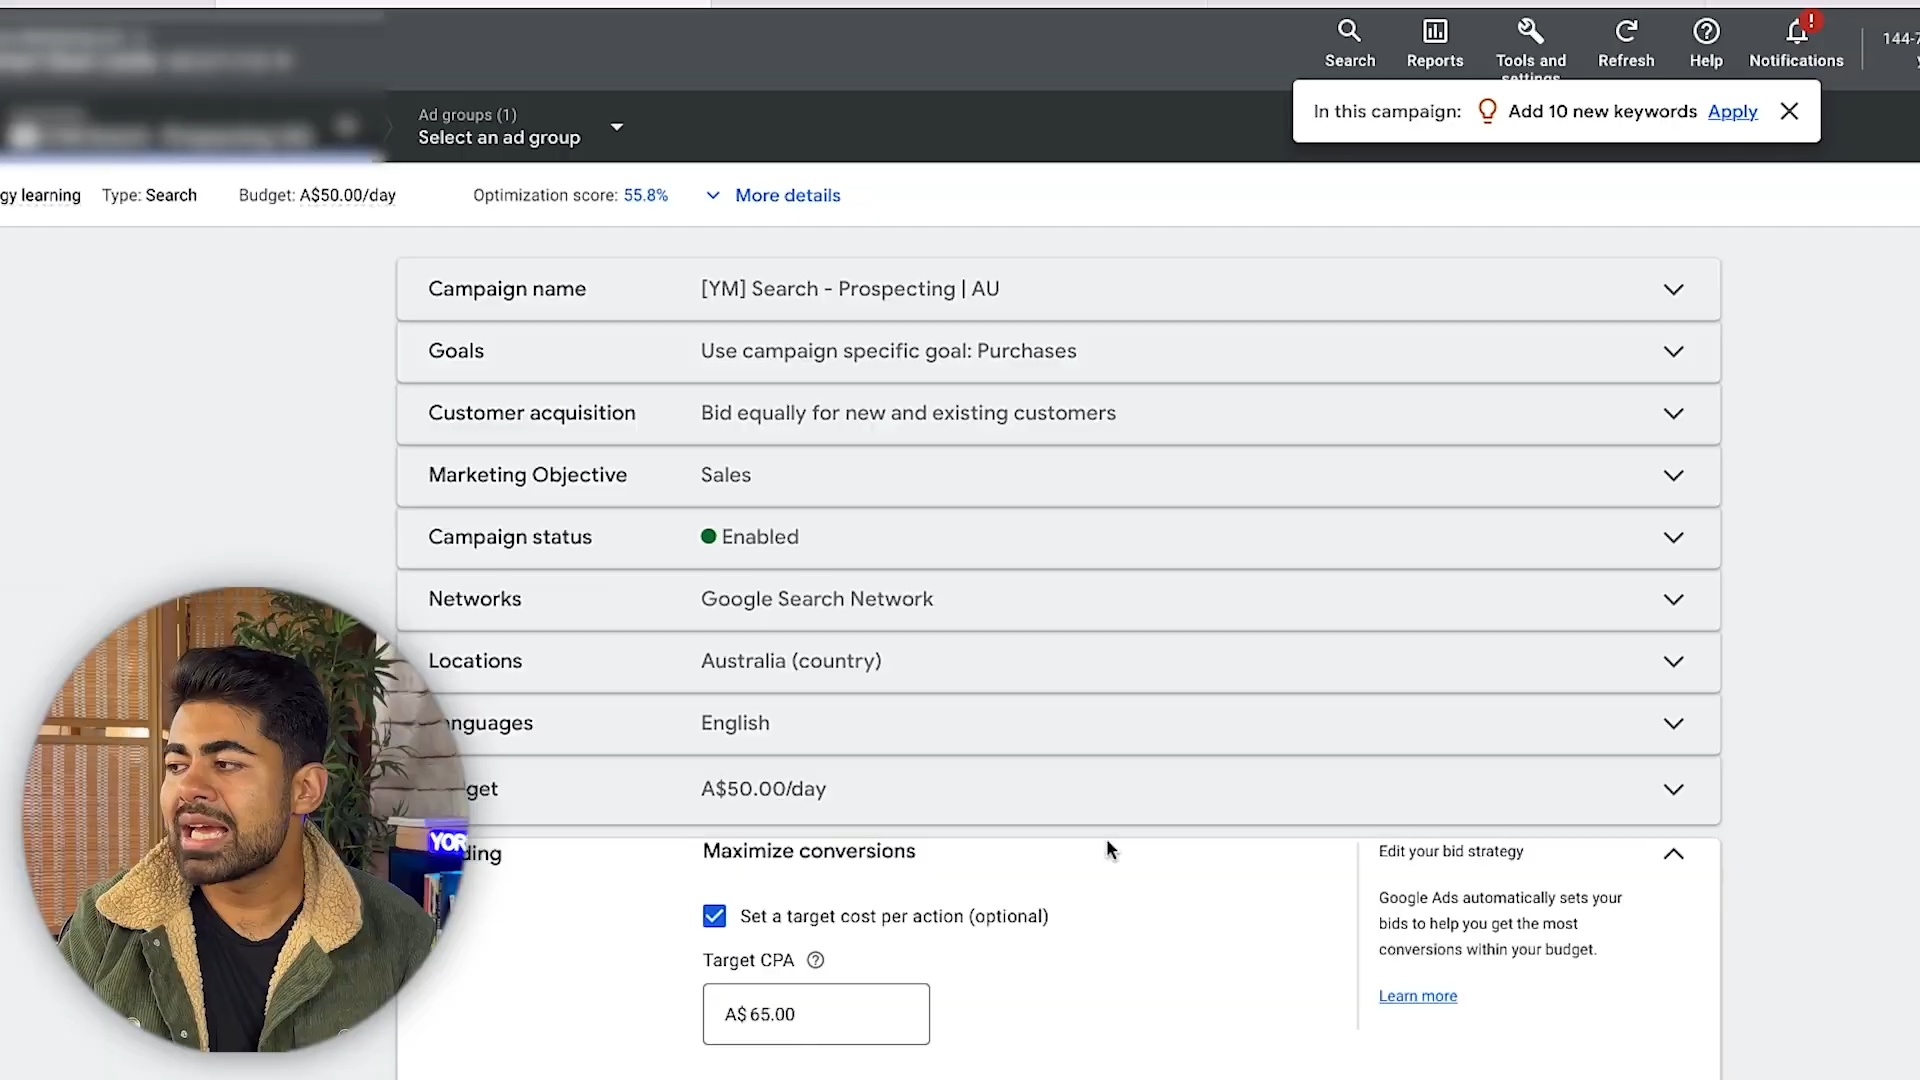 Search
Reports
Tools and
settings
Refresh
Help
!
Notifications
144-7
Ad groups (1)
Select an ad group
In this campaign: Add 10 new keywords Apply
gy learning Type: Search Budget: A$50.00/day Optimization score: 55.8% More details
Campaign name [YM] Search - Prospecting | AU
Goals Use campaign specific goal: Purchases
Customer acquisition Bid equally for new and existing customers
Marketing Objective Sales
Campaign status Enabled
Networks Google Search Network
Locations Australia (country)
nguages English
get A$50.00/day
YOR
ding Maximize conversions
Set a target cost per action (optional)
Target CPA
A$ 65.00
Edit your bid strategy
Google Ads automatically sets your
bids to help you get the most
conversions within your budget.
Learn more